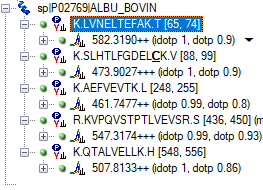 sp|P02769|ALBU_BOVIN
K.LVNELTEFAK.T [65, 74]
582.3190++ (idotp 1, dotp 0.9)
K.SLHTLFGDELCK.V [88, 99]
473.9027+++ (idotp 1, dotp 0.9)
K.AEFVEVTK.L [248, 255]
461.7477++ (idotp 0.99, dotp 0.8)
R.KVPQVSTPTLVEVSR.S [436, 450] (m
547.3174+++ (idotp 0.99, dotp 0.93)
K.QTALVELLK.H [548, 556]
507.8133++ (idotp 1, dotp 0.86)